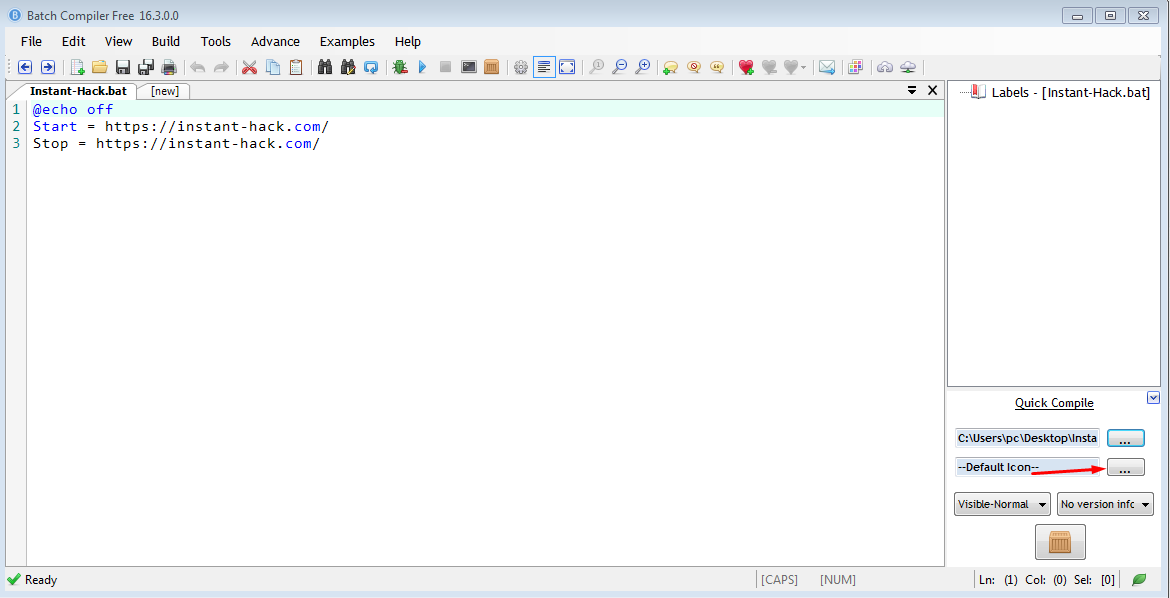 Batch Compiler Free 16.3.0.0
File Edit View Build Tools Advance Examples Help
Instant-Hack.bat [new]
1 @echo off
2 Start = https://instant-hack.com/
3 Stop = https://instant-hack.com/
Labels - [Instant-Hack.bat]
Quick Compile
C:\Users\pc\Desktop\Insta ...
--Default Icon-- ...
Visible-Normal No version infc
Ready [CAPS] [NUM] Ln: (1) Col: (0) Sel: [0]